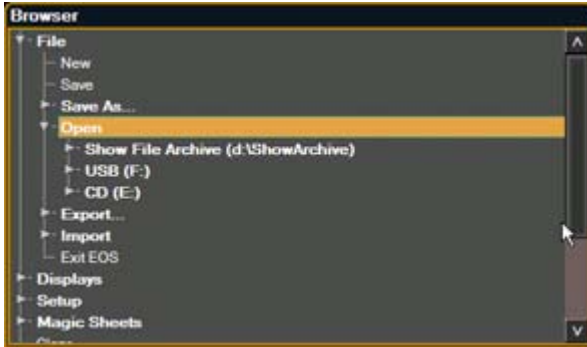 Browser
File
New
Save
Save As...
Open
Show File Archive (d:\ShowArchive)
USB (F:)
CD (E:)
Export...
Import
Exit EOS
Displays
Setup
Magic Sheets